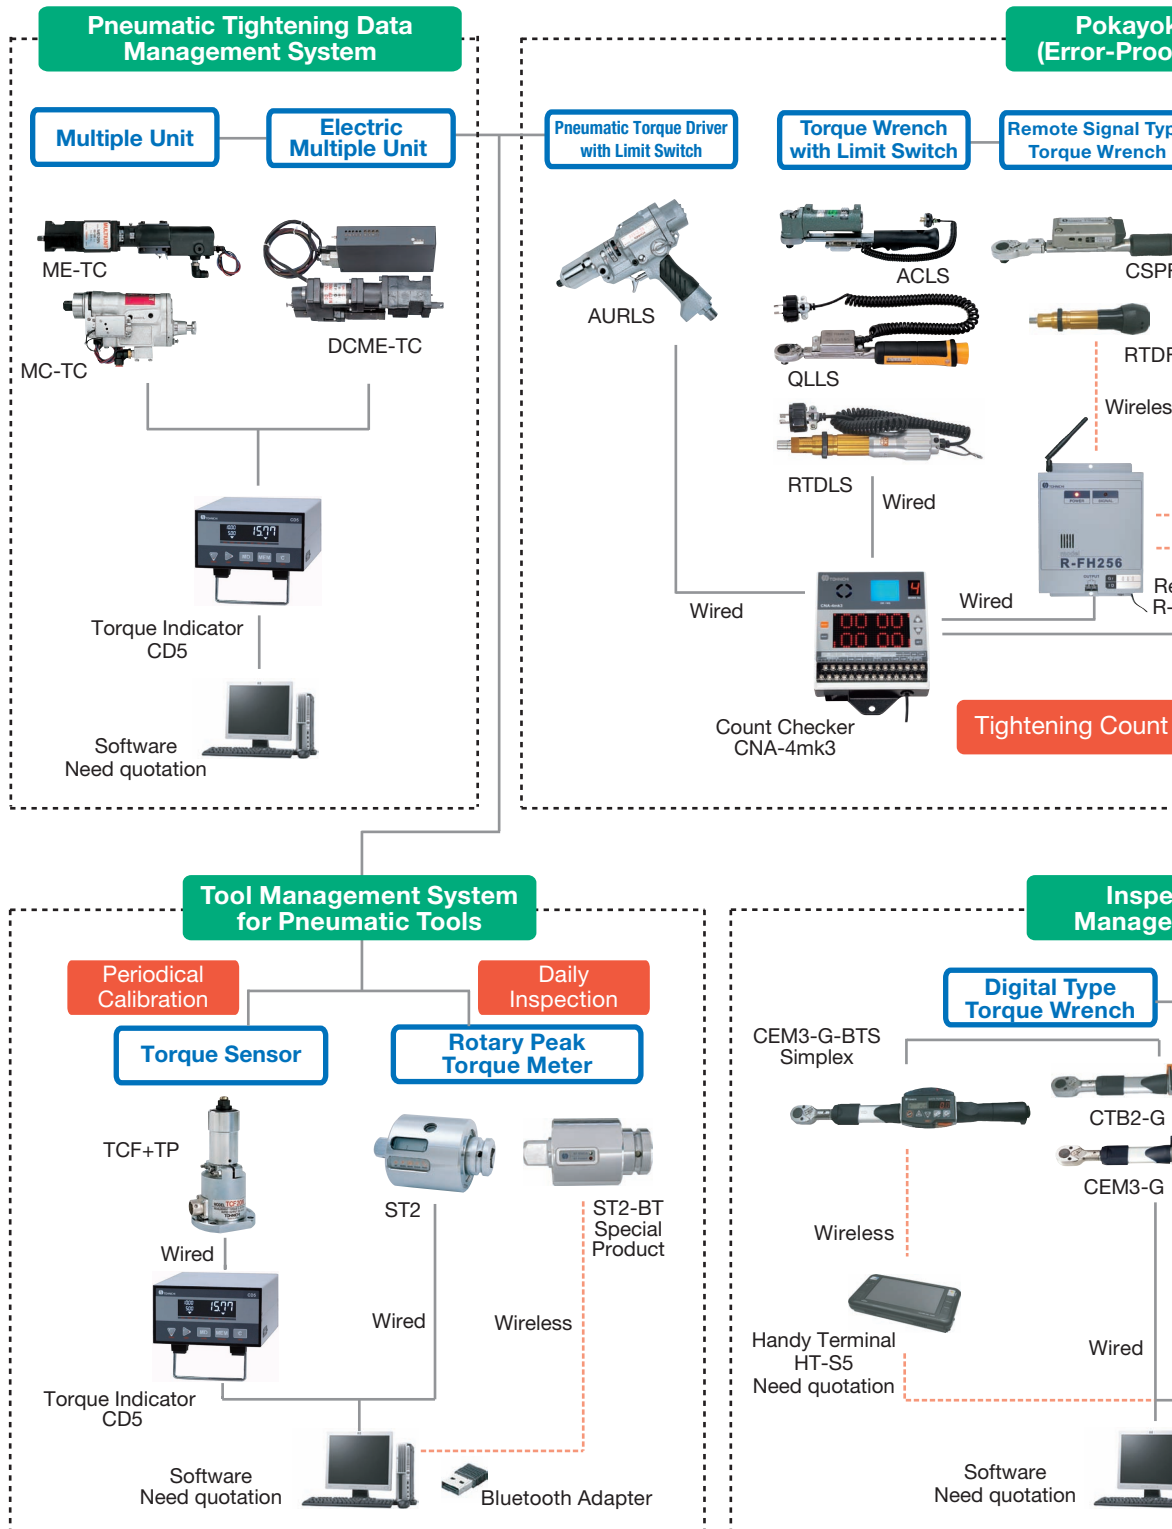 Pneumatic Tightening Data
Management System
Multiple Unit
Electric
Multiple Unit
ME-TC
MC-TC
DCME-TC
Torque Indicator
CD5
Software
Need quotation
Pokayok
(Error-Proo
Pneumatic Torque Driver
with Limit Switch
Torque Wrench
with Limit Switch
Remote Signal Typ
Torque Wrench
AURLS
ACLS
QLLS
RTDLS
CSPF
RTDF
Wireles
Wired
Wired
Wired
R-FH256
POWER
OUTPUT
Re
R-
CNA-4mk3
Count Checker
CNA-4mk3
Tightening Count
Tool Management System
for Pneumatic Tools
Periodical
Calibration
Daily
Inspection
Torque Sensor
Rotary Peak
Torque Meter
TCF+TP
ST2
ST2-BT
Special
Product
Wired
Wired
Wireless
Torque Indicator
CD5
Software
Need quotation
Bluetooth Adapter
Inspe
Manage
Digital Type
Torque Wrench
CEM3-G-BTS
Simplex
CTB2-G
CEM3-G
Wireless
Handy Terminal
HT-S5
Need quotation
Wired
Software
Need quotation